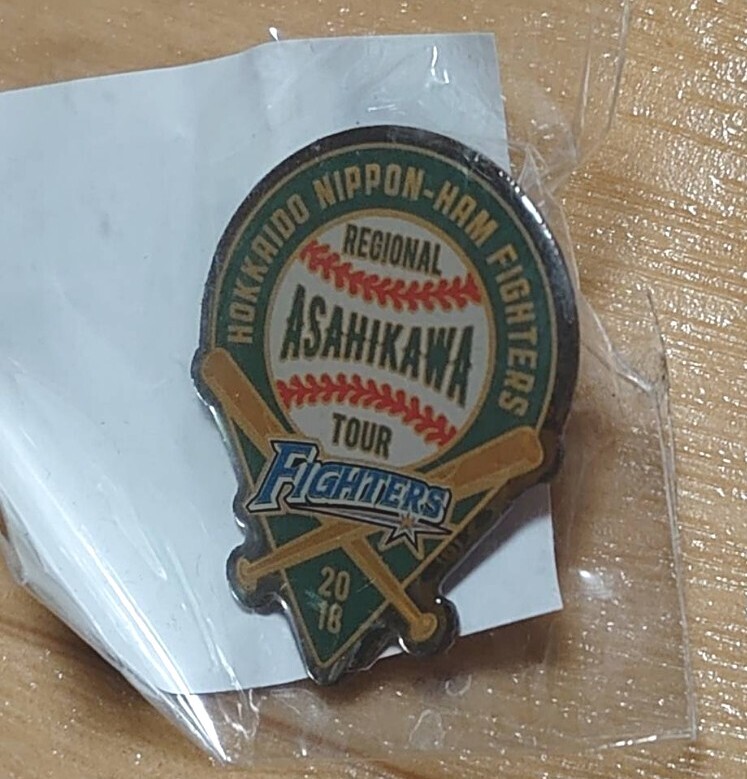 HOKKAIDO NIPPON-HAM FIGHTERS
REGIONAL
ASAHIKAWA
TOUR
FIGHTERS
20
18